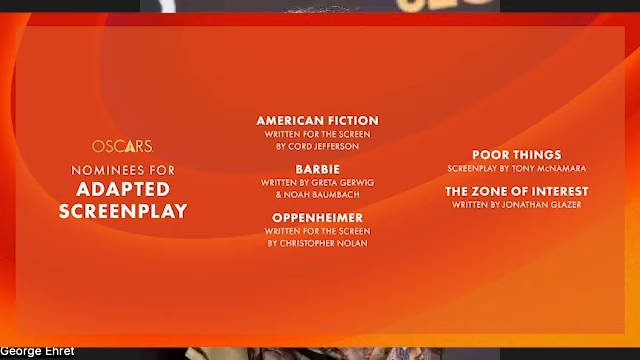 OSCARS
NOMINEES FOR
ADAPTED
SCREENPLAY
AMERICAN FICTION
WRITTEN FOR THE SCREEN
BY CORD JEFFERSON
BARBIE
WRITTEN BY GRETA GERWIG
& NOAH BAUMBACH
OPPENHEIMER
WRITTEN FOR THE SCREEN
BY CHRISTOPHER NOLAN
POOR THINGS
SCREENPLAY BY TONY McNAMARA
THE ZONE OF INTEREST
WRITTEN BY JONATHAN GLAZER
George Ehret